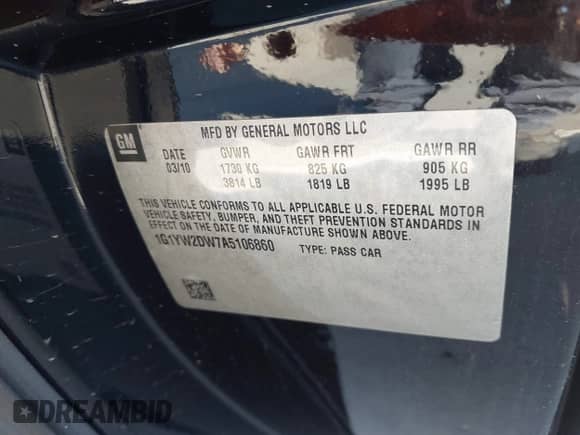 GM
MFD BY GENERAL MOTORS LLC
DATE GVWR GAWR FRT GAWR RR
03/10 1730 KG 825 KG 905 KG
3814 LB 1819 LB 1995 LB
THIS VEHICLE CONFORMS TO ALL APPLICABLE U.S. FEDERAL MOTOR
VEHICLE SAFETY, BUMPER, AND THEFT PREVENTION STANDARDS IN
EFFECT ON THE DATE OF MANUFACTURE SHOWN ABOVE.
1G1YW2DW7A5106860 TYPE: PASS CAR
DREAMBID